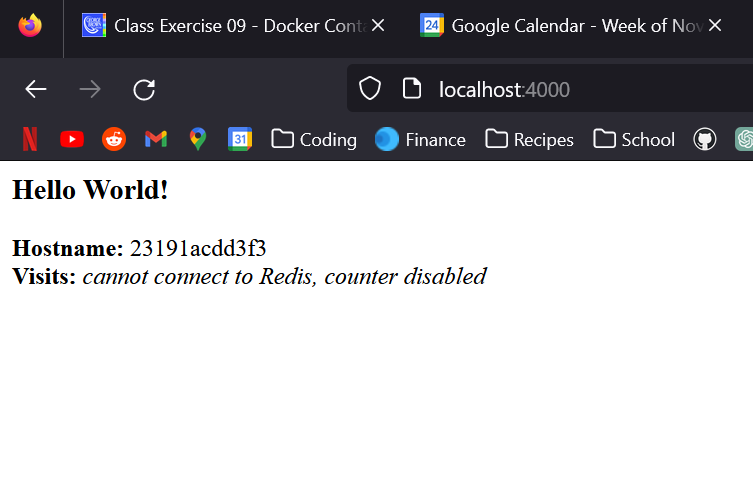 Class Exercise 09 - Docker Conta
Google Calendar - Week of Nov
localhost:4000
31 Coding Finance Recipes School
Hello World!
Hostname: 23191acdd3f3
Visits: cannot connect to Redis, counter disabled